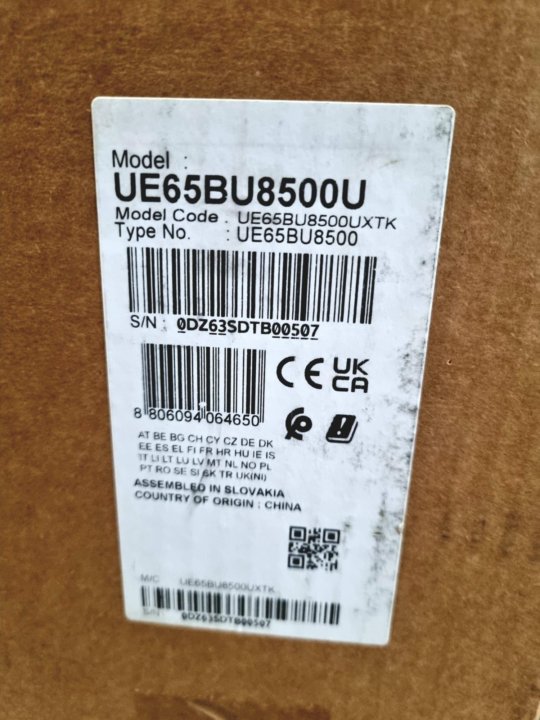 Model :
UE65BU8500U
Model Code : UE65BU8500UXTK
Type No. : UE65BU8500
S/N : 0DZ63SDTB00507
CE UK CA
8 806094 064650
AT BE BG CH CY CZ DE DK
EE ES EL FI FR HR HU IE IS
IT LI LT LU LV MT NL NO PL
PT RO SE SI SK TR UK(NI)
ASSEMBLED IN SLOVAKIA
COUNTRY OF ORIGIN : CHINA
M/C UE65BU8500UXTK
S/N 0DZ63SDTB00507